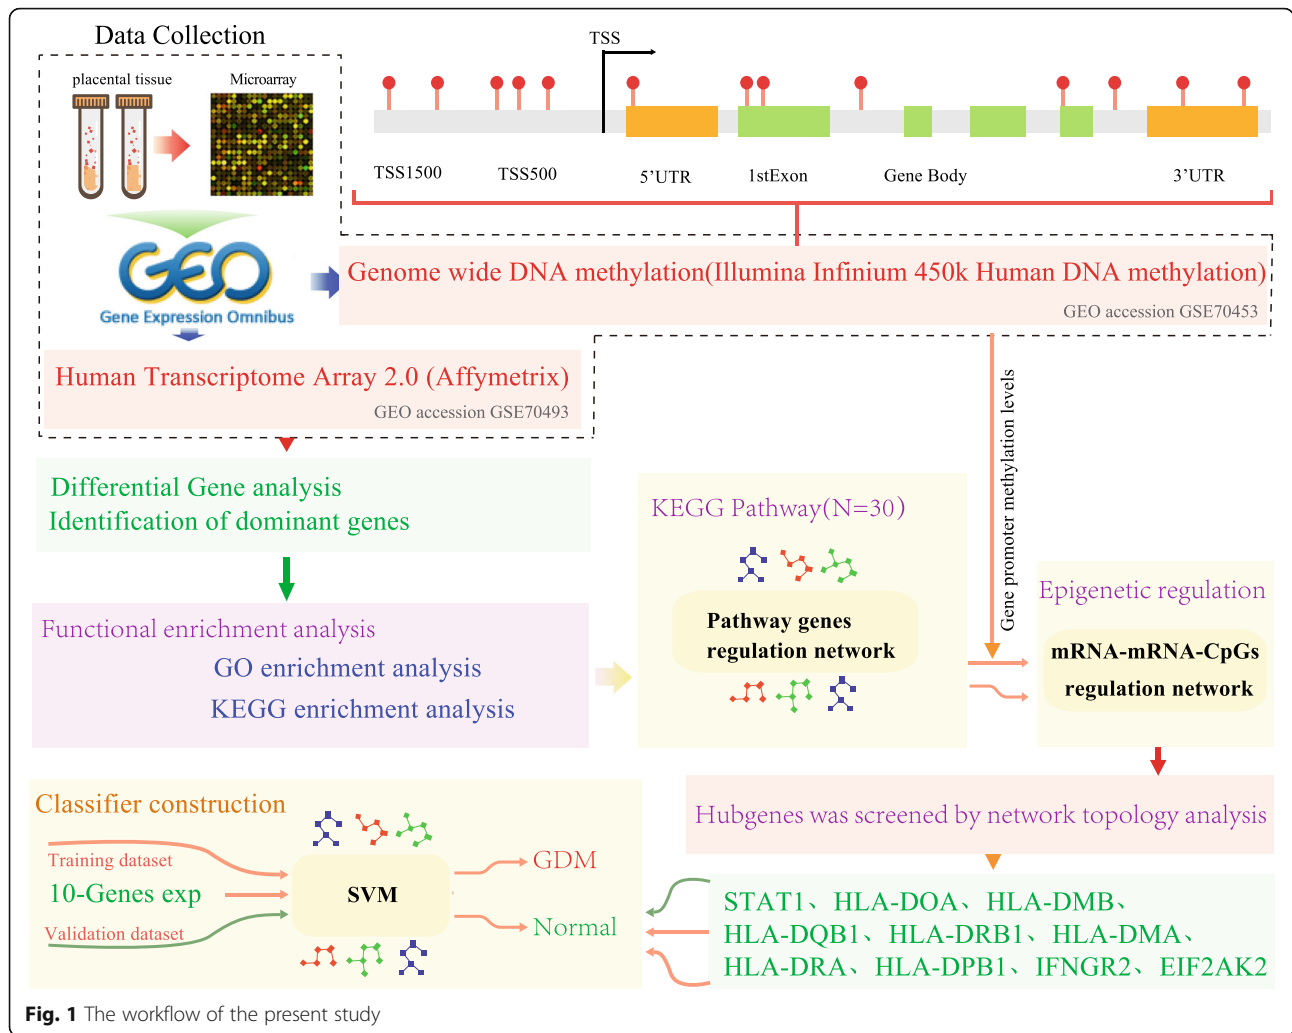 Data Collection
placental tissue
Microarray
TSS
TSS1500
TSS500
5’UTR
1stExon
Gene Body
3’UTR
GEO
Gene Expression Omnibus
Genome wide DNA methylation(Illumina Infinium 450k Human DNA methylation)
GEO accession GSE70453
Human Transcriptome Array 2.0 (Affymetrix)
GEO accession GSE70493
Gene promoter methylation levels
Differential Gene analysis
Identification of dominant genes
Functional enrichment analysis
GO enrichment analysis
KEGG enrichment analysis
KEGG Pathway(N=30）
Pathway genes
regulation network
Epigenetic regulation
mRNA-mRNA-CpGs
regulation network
Hubgenes was screened by network topology analysis
STAT1、HLA-DOA、HLA-DMB、
HLA-DQB1、HLA-DRB1、HLA-DMA、
HLA-DRA、HLA-DPB1、IFNGR2、EIF2AK2
Classifier construction
Training dataset
10-Genes exp
Validation dataset
SVM
GDM
Normal
Fig. 1 The workflow of the present study